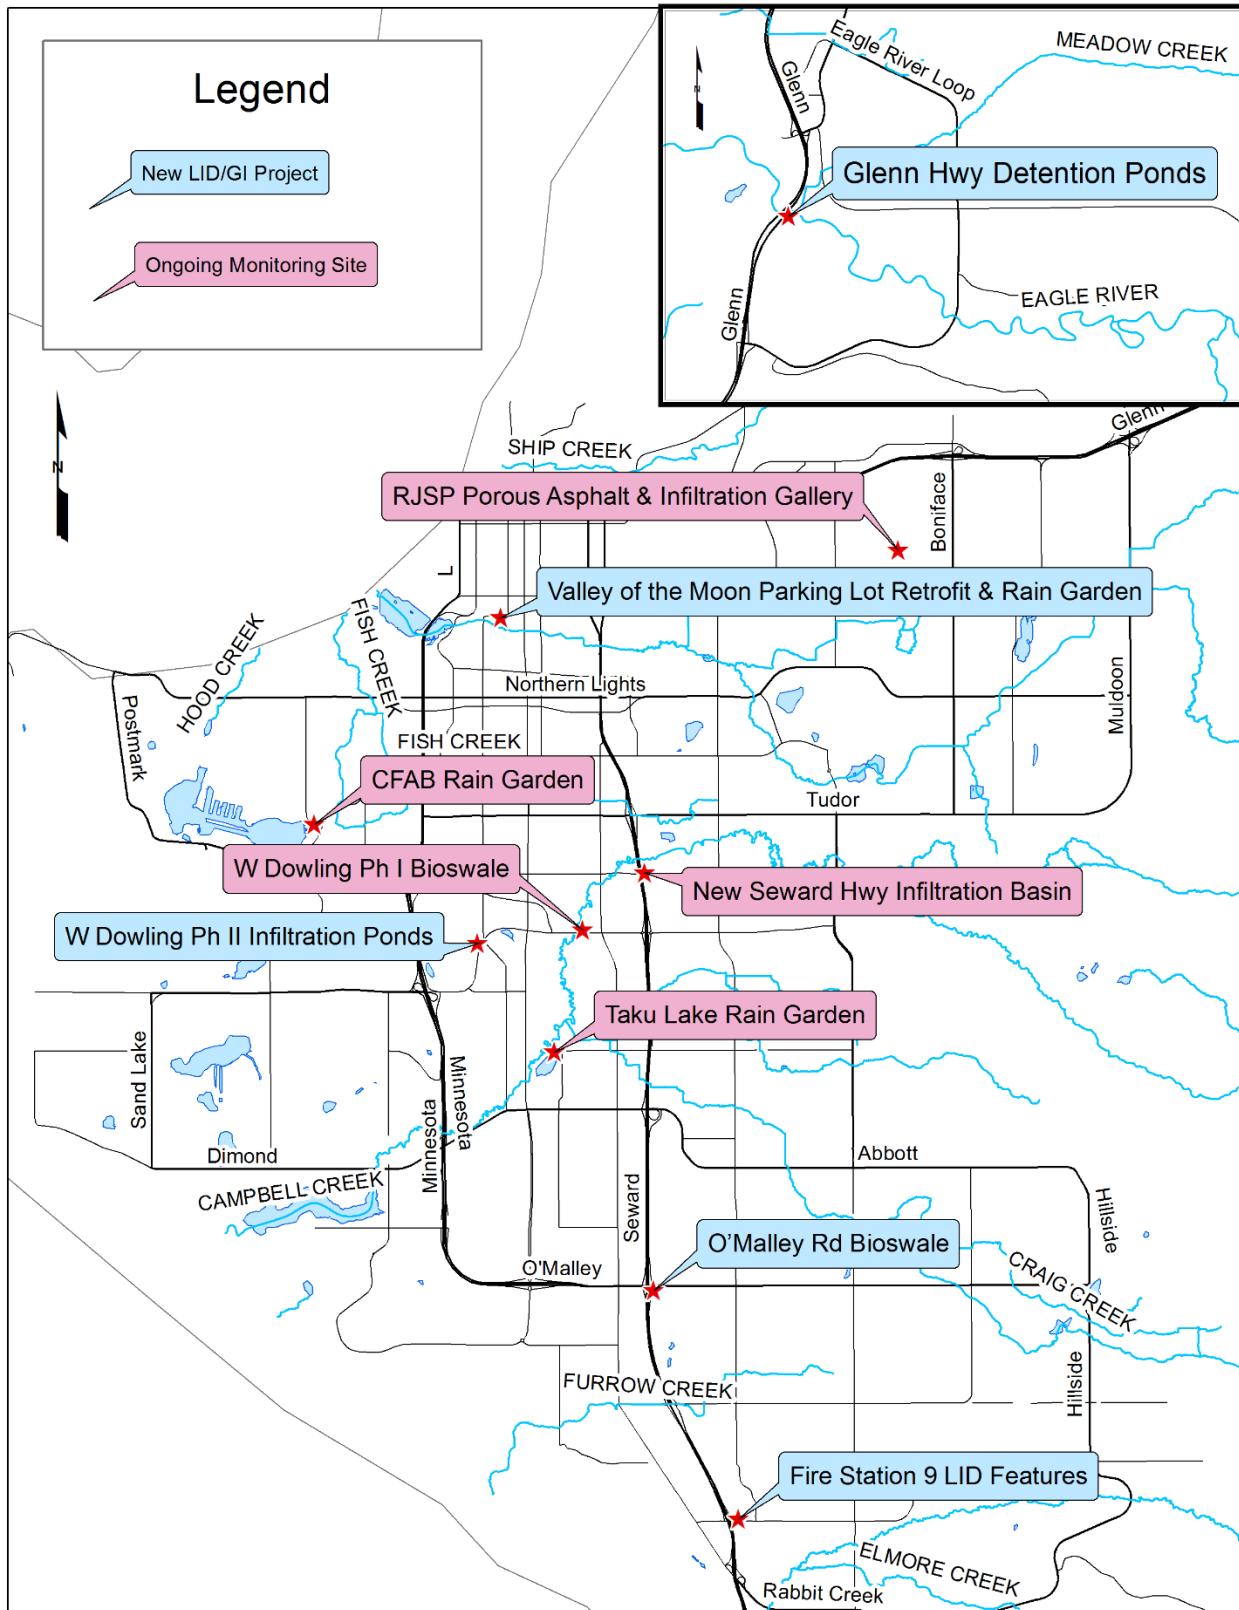 Legend
New LID/GI Project
Ongoing Monitoring Site
Eagle River Loop
MEADOW CREEK
Glenn
Glenn Hwy Detention Ponds
EAGLE RIVER
Glenn
N
N
Glenn
SHIP CREEK
RJSP Porous Asphalt & Infiltration Gallery
Boniface
L
Valley of the Moon Parking Lot Retrofit & Rain Garden
FISH CREEK
HOOD CREEK
Northern Lights
Muldoon
Postmark
FISH CREEK
CFAB Rain Garden
Tudor
W Dowling Ph I Bioswale
New Seward Hwy Infiltration Basin
W Dowling Ph II Infiltration Ponds
Taku Lake Rain Garden
Sand Lake
Minnesota
Minnesota
Dimond
Abbott
CAMPBELL CREEK
Seward
Hillside
O'Malley Rd Bioswale
O'Malley
CRAIG CREEK
FURROW CREEK
Hillside
Fire Station 9 LID Features
ELMORE CREEK
Rabbit Creek